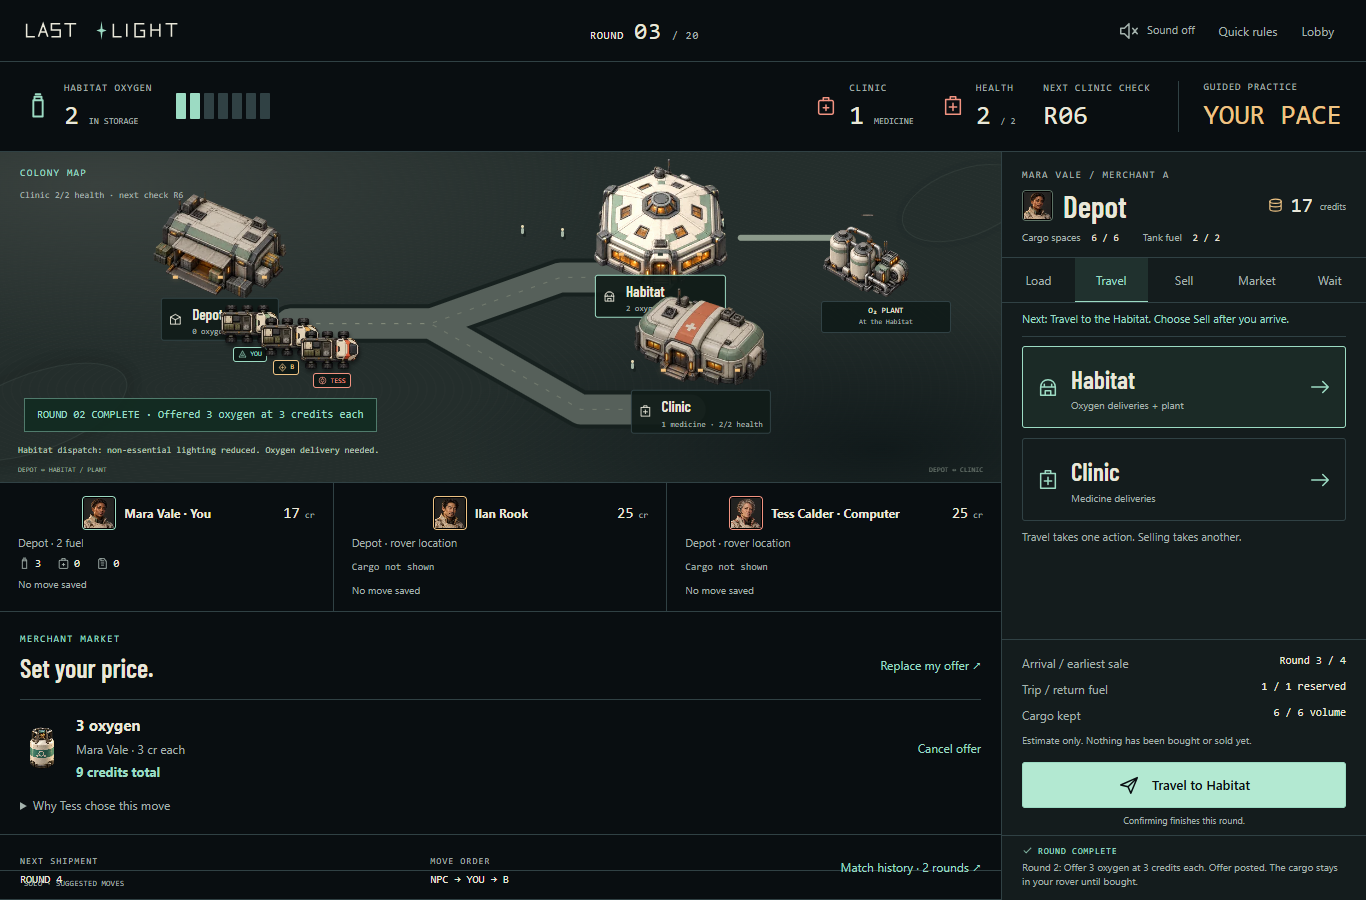 LAST LIGHT
ROUND 03 / 20
Sound off
Quick rules
Lobby
HABITAT OXYGEN
2 IN STORAGE
CLINIC
1 MEDICINE
HEALTH
2 / 2
NEXT CLINIC CHECK
R06
GUIDED PRACTICE
YOUR PACE
COLONY MAP
Clinic 2/2 health · next check R6
Depot
0 oxyg
YOU
B
TESS
Habitat
2 oxy
O₂ PLANT
At the Habitat
Clinic
1 medicine · 2/2 health
ROUND 02 COMPLETE · Offered 3 oxygen at 3 credits each
Habitat dispatch: non-essential lighting reduced. Oxygen delivery needed.
DEPOT ↔ HABITAT / PLANT
DEPOT ↔ CLINIC
Mara Vale · You
17 cr
Depot · 2 fuel
3 0 0
No move saved
Ilan Rook
25 cr
Depot · rover location
Cargo not shown
No move saved
Tess Calder · Computer
25 cr
Depot · rover location
Cargo not shown
No move saved
MERCHANT MARKET
Set your price.
Replace my offer ↗
3 oxygen
Mara Vale · 3 cr each
9 credits total
Cancel offer
▶ Why Tess chose this move
NEXT SHIPMENT
ROUND 4
SOLO · SUGGESTED MOVES
MOVE ORDER
NPC → YOU → B
Match history · 2 rounds ↗
MARA VALE / MERCHANT A
Depot
17 credits
Cargo spaces 6 / 6
Tank fuel 2 / 2
Load
Travel
Sell
Market
Wait
Next: Travel to the Habitat. Choose Sell after you arrive.
Habitat
Oxygen deliveries + plant
Clinic
Medicine deliveries
Travel takes one action. Selling takes another.
Arrival / earliest sale
Round 3 / 4
Trip / return fuel
1 / 1 reserved
Cargo kept
6 / 6 volume
Estimate only. Nothing has been bought or sold yet.
Travel to Habitat
Confirming finishes this round.
ROUND COMPLETE
Round 2: Offer 3 oxygen at 3 credits each. Offer posted. The cargo stays
in your rover until bought.